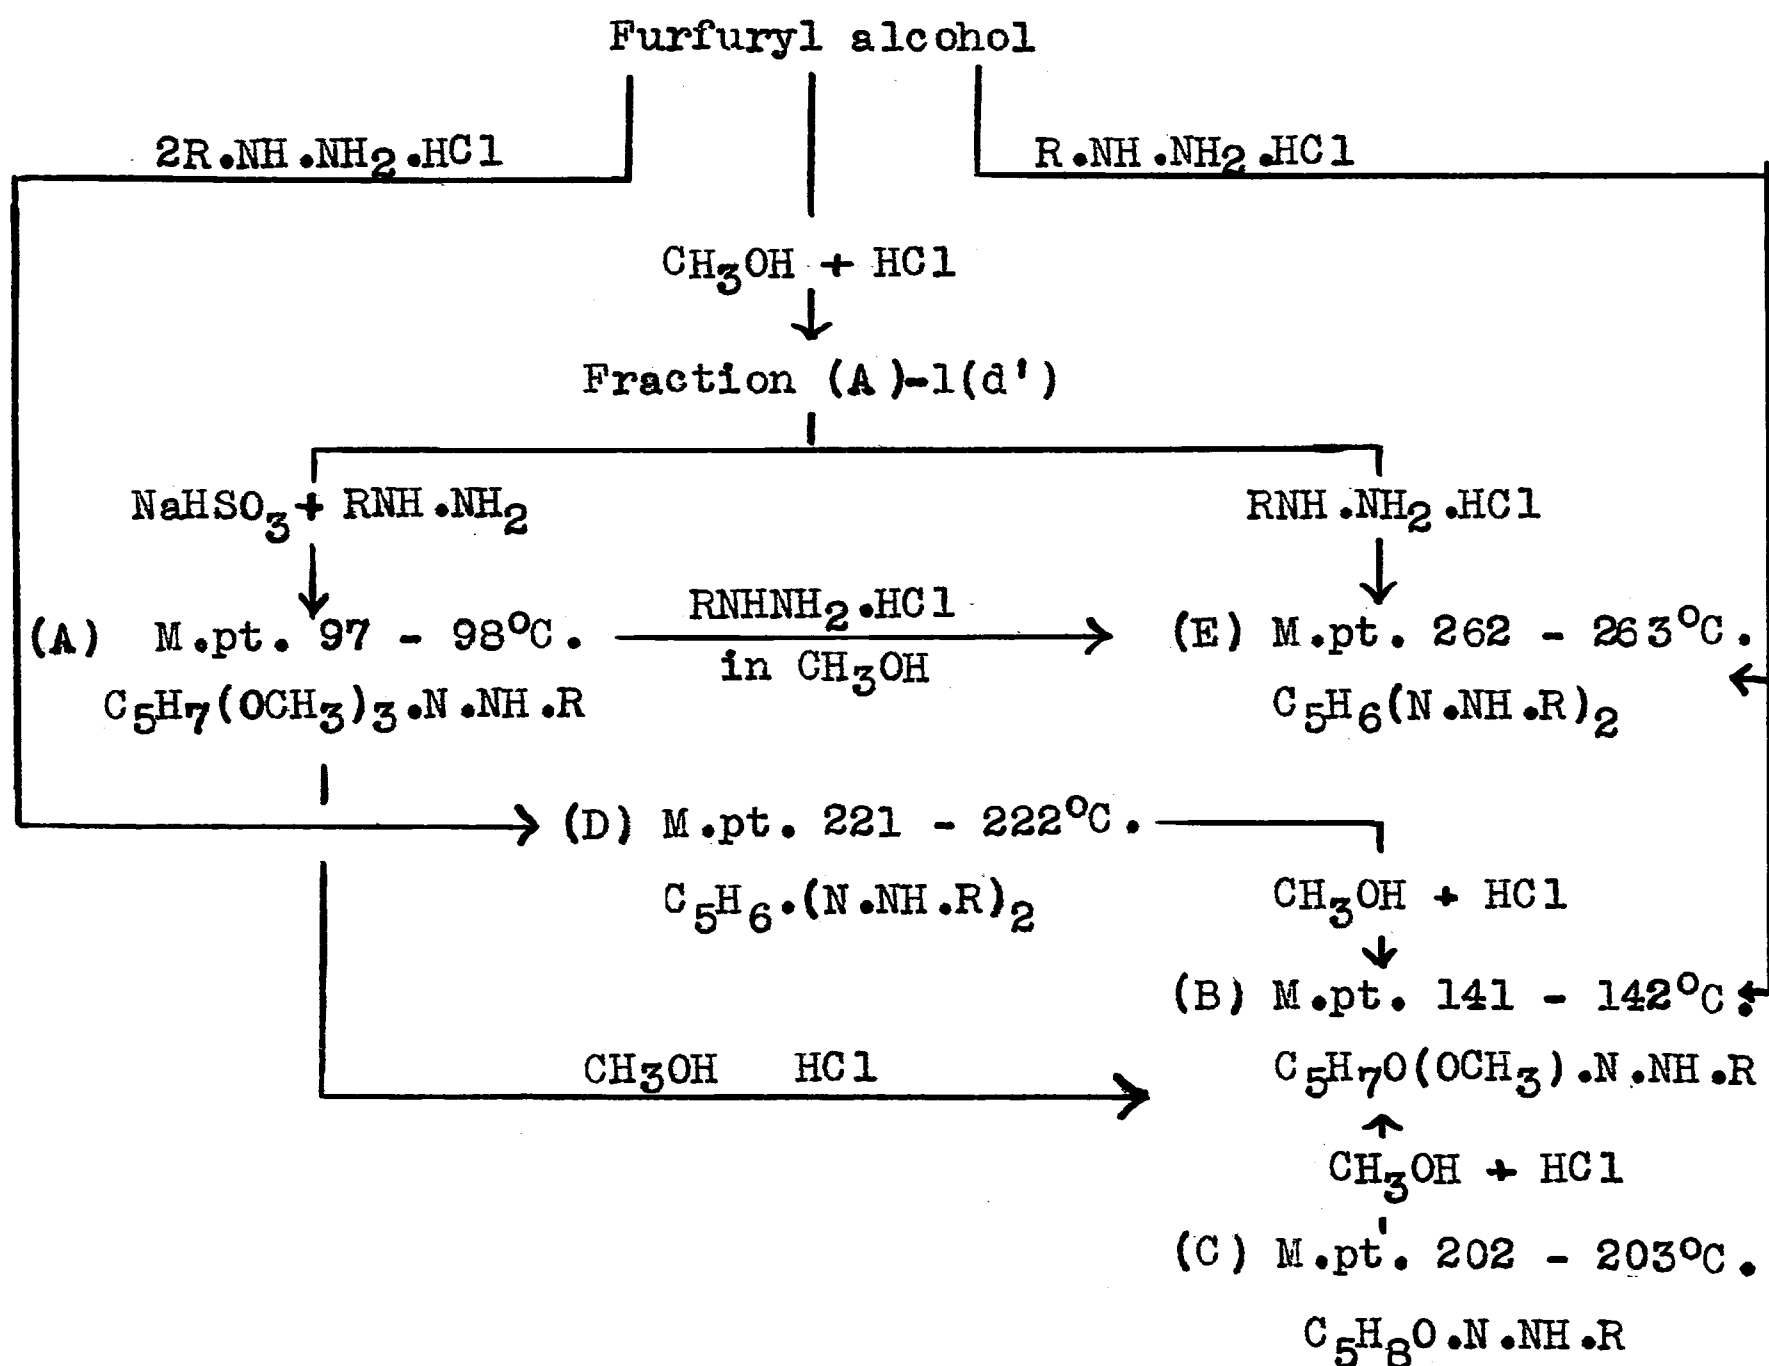 Furfuryl alcohol
2R.NH.NH2.HCl R.NH.NH2.HCl
CH3OH + HCl
Fraction (A)-1(d')
NaHSO3 + RNH.NH2 RNH.NH2.HCl
(A) M.pt. 97 - 98°C. RNHNH2.HCl (E) M.pt. 262 - 263°C.
in CH3OH
C5H7(OCH3)3.N.NH.R C5H6(N.NH.R)2
(D) M.pt. 221 - 222°C.
C5H6.(N.NH.R)2 CH3OH + HCl
(B) M.pt. 141 - 142°C.
CH3OH HCl C5H7O(OCH3).N.NH.R
CH3OH + HCl
(C) M.pt. 202 - 203°C.
C5H8O.N.NH.R